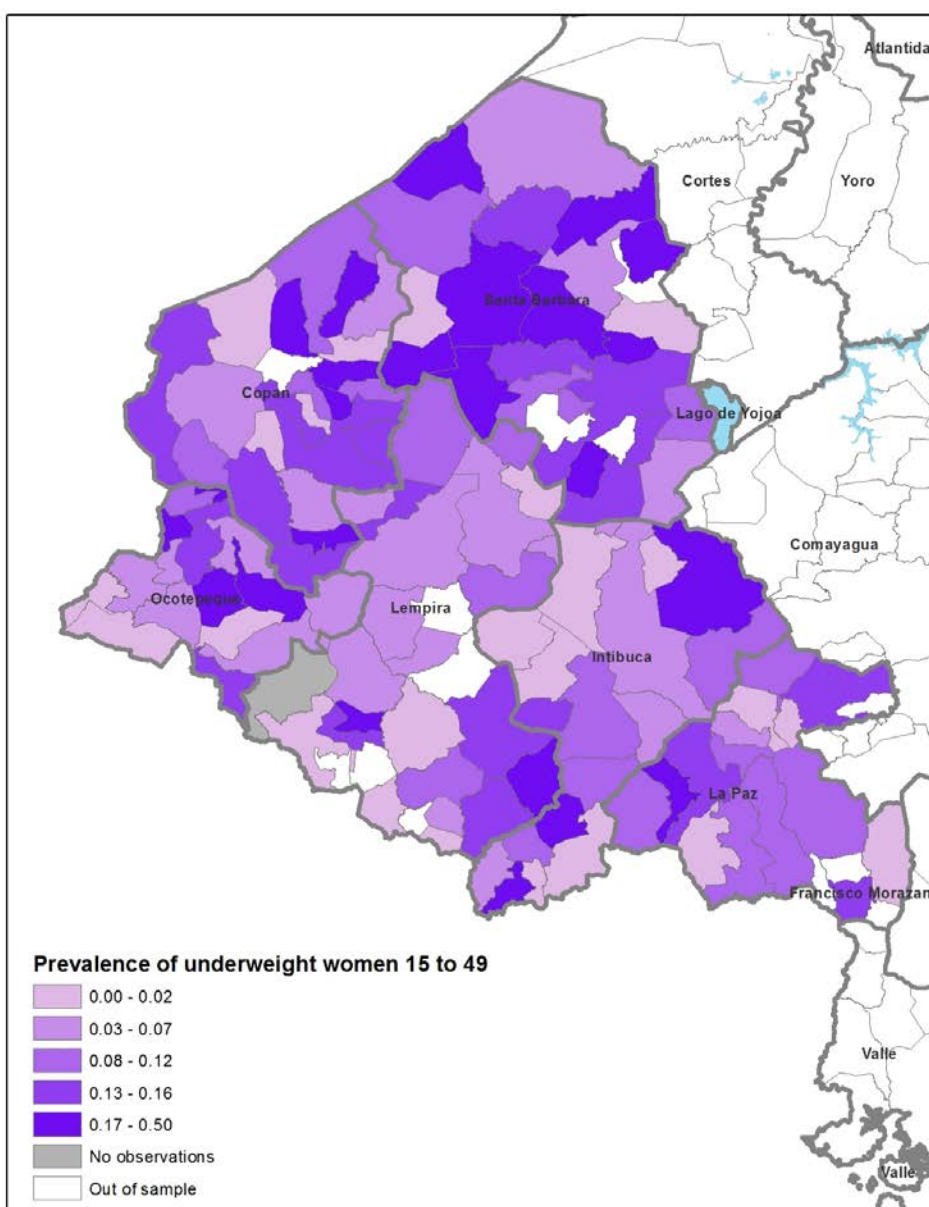 Atlantida
Cortes
Yoro
Santa Barbara
Copan
Lago de Yojoa
Comayagua
Ocotepeque
Lempira
Intibuca
La Paz
Francisco Morazan
Prevalence of underweight women 15 to 49
0.00 - 0.02
0.03 - 0.07
0.08 - 0.12
0.13 - 0.16
0.17 - 0.50
No observations
Out of sample
Valle
Valle